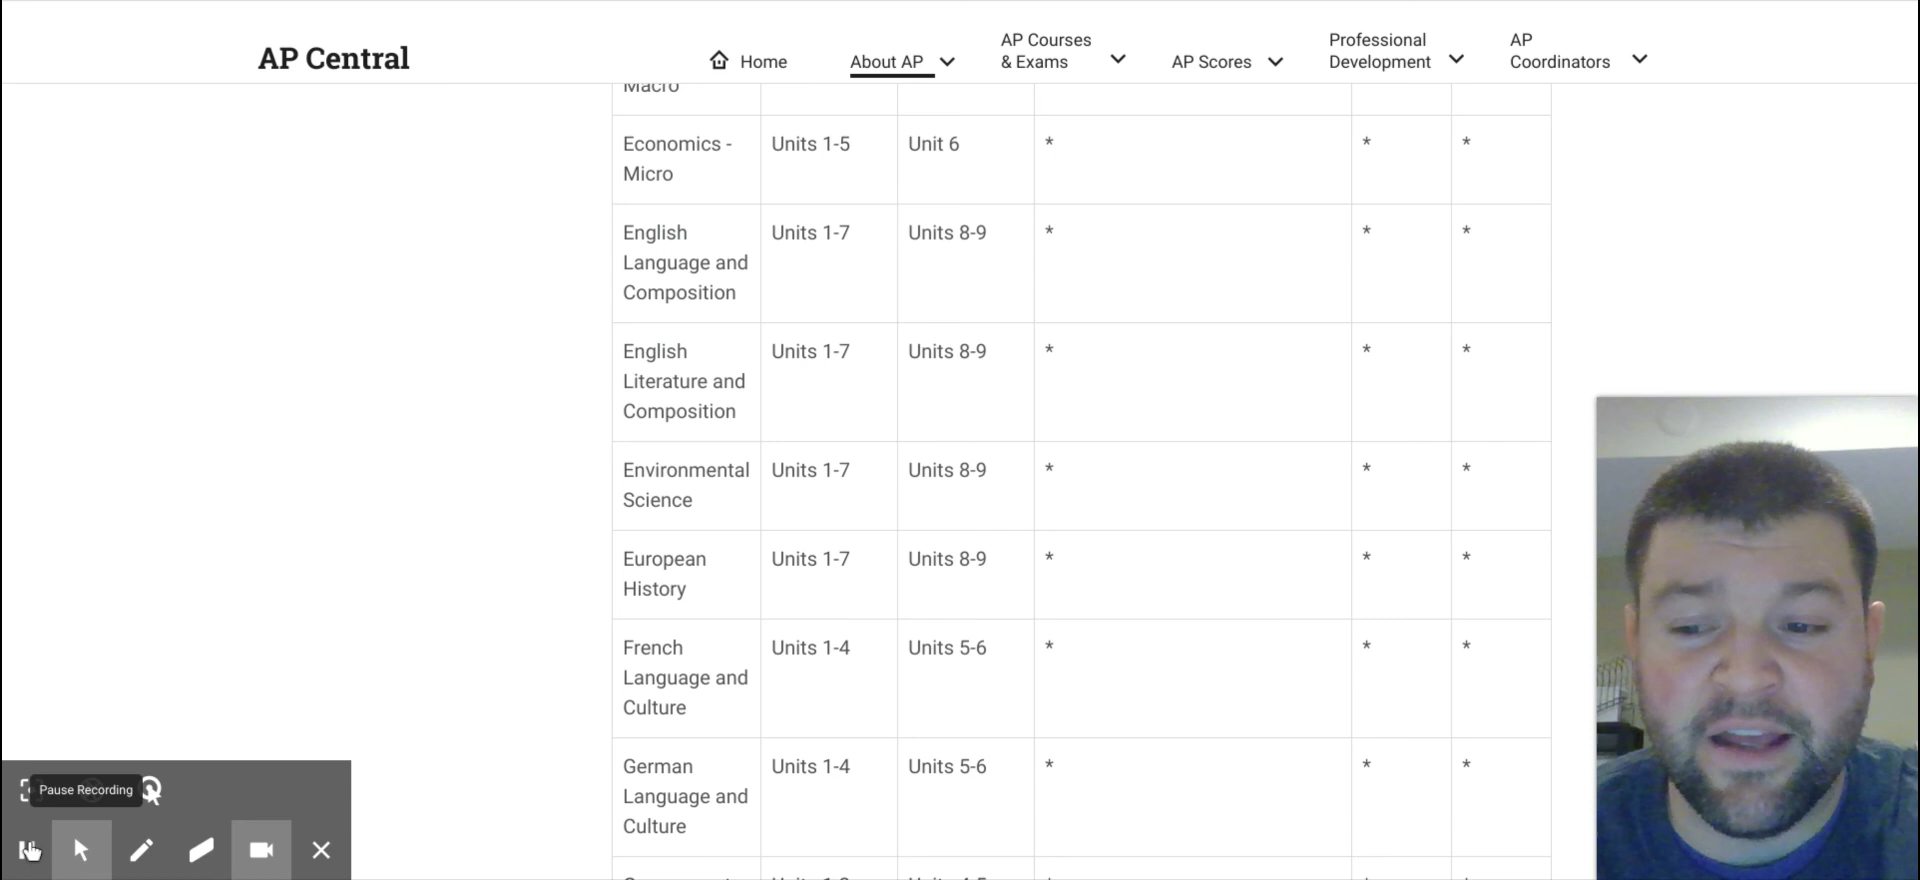 AP Central
Home
About AP
AP Courses
& Exams
AP Scores
Professional
Development
AP
Coordinators
Macro
Economics -
Micro
Units 1-5
Unit 6
*
*
*
English
Language and
Composition
Units 1-7
Units 8-9
*
*
*
English
Literature and
Composition
Units 1-7
Units 8-9
*
*
*
Environmental
Science
Units 1-7
Units 8-9
*
*
*
European
History
Units 1-7
Units 8-9
*
*
*
French
Language and
Culture
Units 1-4
Units 5-6
*
*
*
German
Language and
Culture
Units 1-4
Units 5-6
*
*
*
Pause Recording